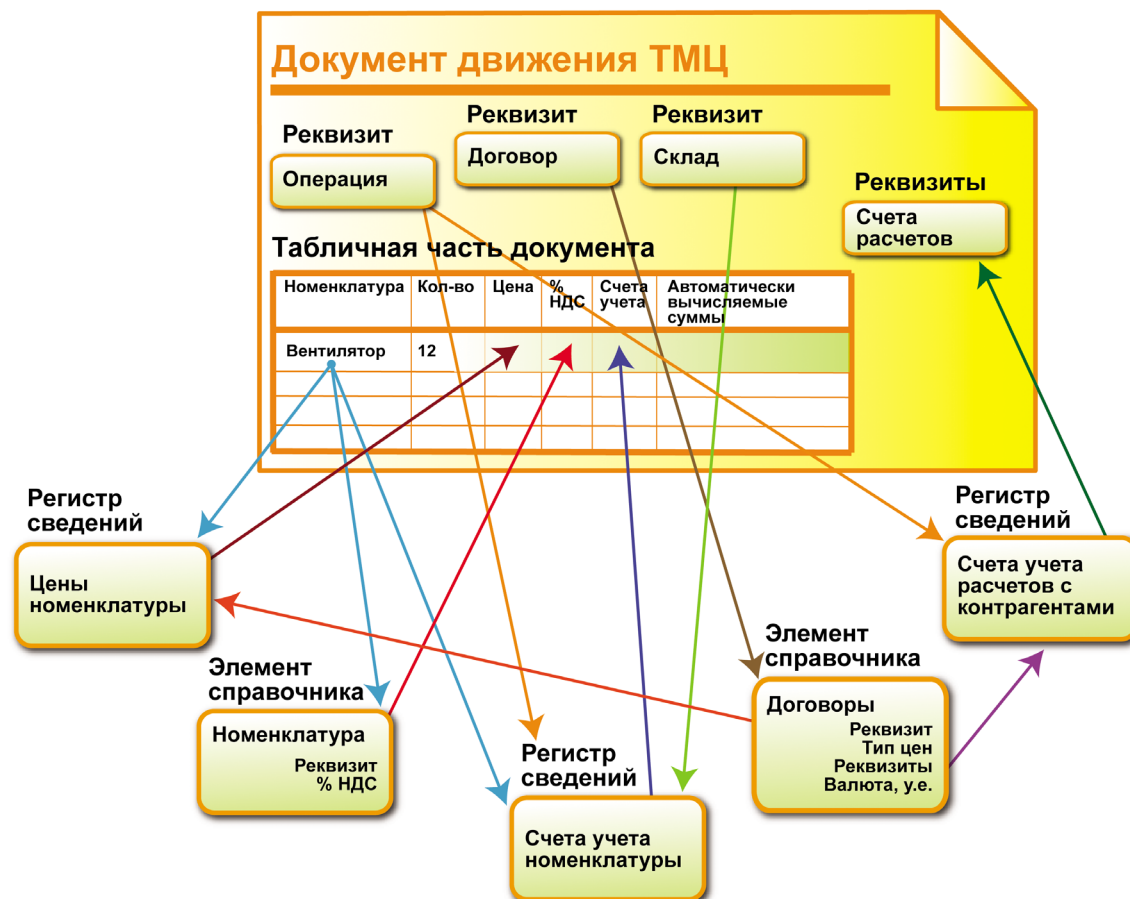 Документ движения ТМЦ
Реквизит
Операция
Реквизит
Договор
Реквизит
Склад
Реквизиты
Счета
расчетов
Табличная часть документа
Номенклатура
Кол-во
Цена
%
НДС
Счета
учета
Автоматически
вычисляемые
суммы
Вентилятор
12
Регистр
сведений
Цены
номенклатуры
Элемент
справочника
Номенклатура
Реквизит
% НДС
Регистр
сведений
Счета учета
номенклатуры
Элемент
справочника
Договоры
Реквизит
Тип цен
Реквизиты
Валюта, у.е.
Регистр
сведений
Счета учета
расчетов с
контрагентами